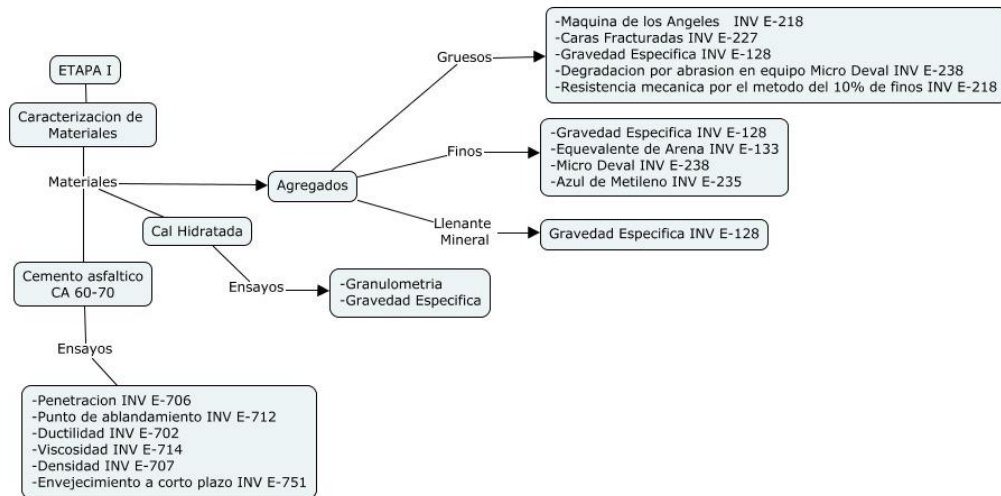 ETAPA I
Caracterizacion de
Materiales
Materiales
Cemento asfaltico
CA 60-70
Ensayos
-Penetracion INV E-706
-Punto de ablandamiento INV E-712
-Ductilidad INV E-702
-Viscosidad INV E-714
-Densidad INV E-707
-Envejecimiento a corto plazo INV E-751
Cal Hidratada
Ensayos
-Granulometria
-Gravedad Especifica
Agregados
Gruesos
-Maquina de los Angeles INV E-218
-Caras Fracturadas INV E-227
-Gravedad Especifica INV E-128
-Degradacion por abrasion en equipo Micro Deval INV E-238
-Resistencia mecanica por el metodo del 10% de finos INV E-218
Finos
-Gravedad Especifica INV E-128
-Equevalente de Arena INV E-133
-Micro Deval INV E-238
-Azul de Metileno INV E-235
Llenante
Mineral
Gravedad Especifica INV E-128